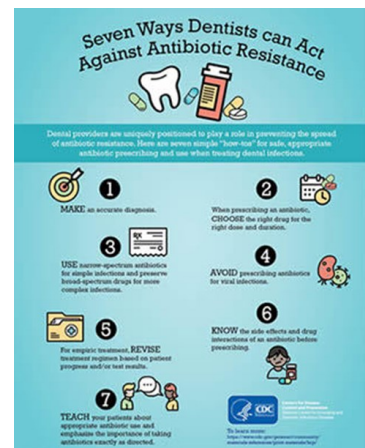 Seven Ways Dentists can Act
Against Antibiotic Resistance
Dental providers are uniquely positioned to play a role in preventing the spread
of antibiotic resistance. Here are seven simple "how-tos" for safe, appropriate
antibiotic prescribing and use when treating dental infections.
1
MAKE an accurate diagnosis.
2
When prescribing an antibiotic,
CHOOSE the right drug for the
right dose and duration.
3
RX
USE narrow-spectrum antibiotics
for simple infections and preserve
broad-spectrum drugs for more
complex infections.
4
AVOID prescribing antibiotics
for viral infections.
5
For empiric treatment, REVISE
treatment regimen based on patient
progress and/or test results.
6
KNOW the side effects and drug
interactions of an antibiotic before
prescribing.
7
TEACH your patients about
appropriate antibiotic use and
emphasize the importance of taking
antibiotics exactly as directed.
CDC
Centers for Disease
Control and Prevention
To learn more: